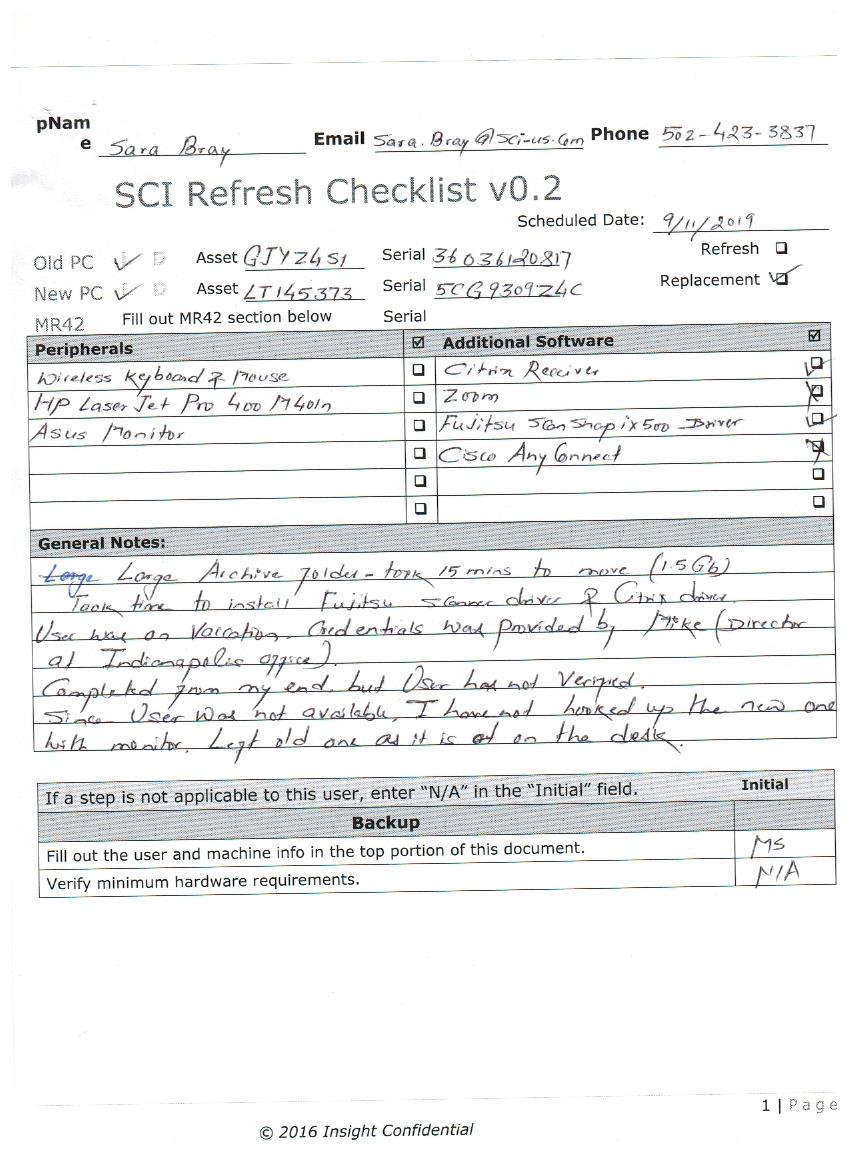 pNam
e Sara Bray Email Sara.Bray@Sci-us.Com Phone 502-423-3837
SCI Refresh Checklist v0.2
Scheduled Date: 9/11/2019
Old PC Asset GJYZ4S1 Serial 36036120817 Refresh
New PC Asset LT145373 Serial 5CG9309Z4C Replacement
MR42 Fill out MR42 section below Serial
Peripherals Additional Software
Wireless Keyboard & Mouse Citrix Receiver
HP Laser Jet Pro 400 M401n Zoom
Asus Monitor Fujitsu ScanSnap ix500 Driver
Cisco Any Connect
General Notes:
Large Large Archive folder - took 15 mins to move (1.5 Gb)
Took time to install Fujitsu scanner driver & Citrix driver.
User was on Vaccation. Credentials was provided by Mike (Director
at Indianapolis office).
Completed from my end, but User has not Verified.
Since User was not available, I have not hooked up the new one
with monitor. Left old one as it is on the desk.
If a step is not applicable to this user, enter “N/A” in the “Initial” field. Initial
Backup
Fill out the user and machine info in the top portion of this document. MS
Verify minimum hardware requirements. N/A
1 | Page
© 2016 Insight Confidential